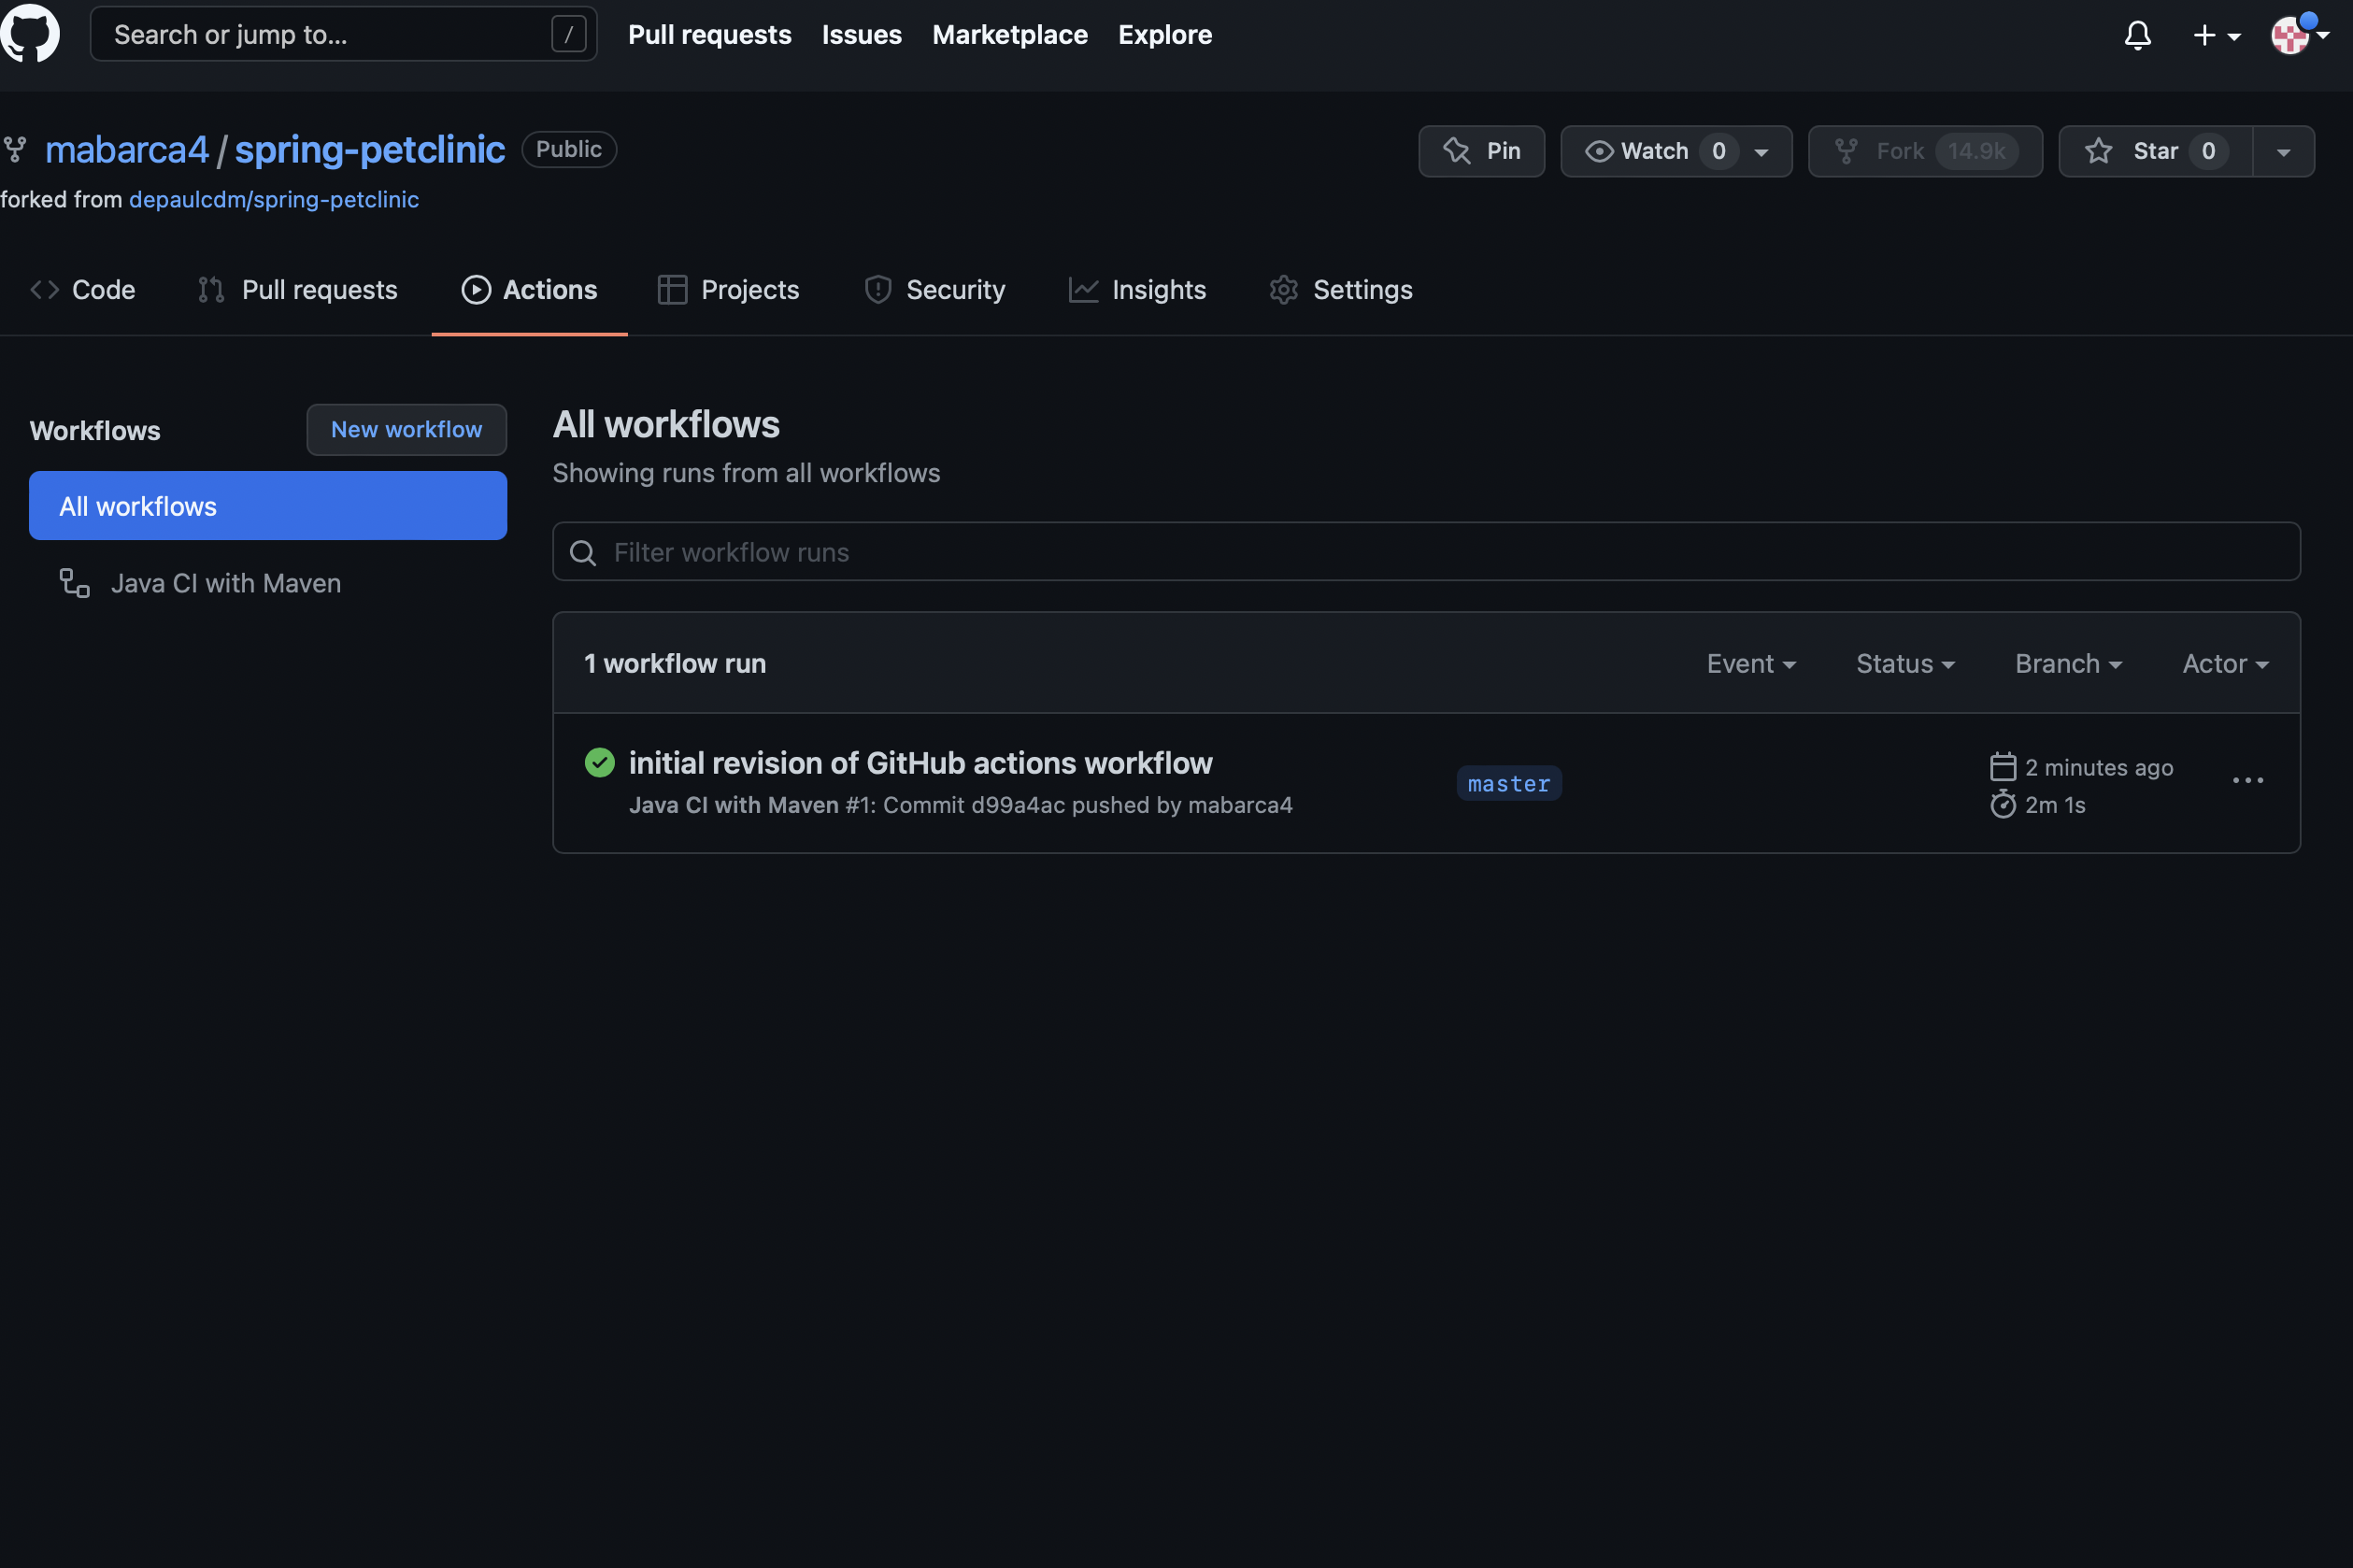 Search or jump to... / Pull requests Issues Marketplace Explore
mabarca4 / spring-petclinic Public Pin Watch 0 Fork 14.9k Star 0
forked from depaulcdm/spring-petclinic
Code Pull requests Actions Projects Security Insights Settings
Workflows New workflow
All workflows
Java CI with Maven
All workflows
Showing runs from all workflows
Filter workflow runs
1 workflow run Event Status Branch Actor
initial revision of GitHub actions workflow
Java CI with Maven #1: Commit d99a4ac pushed by mabarca4
master
2 minutes ago
2m 1s